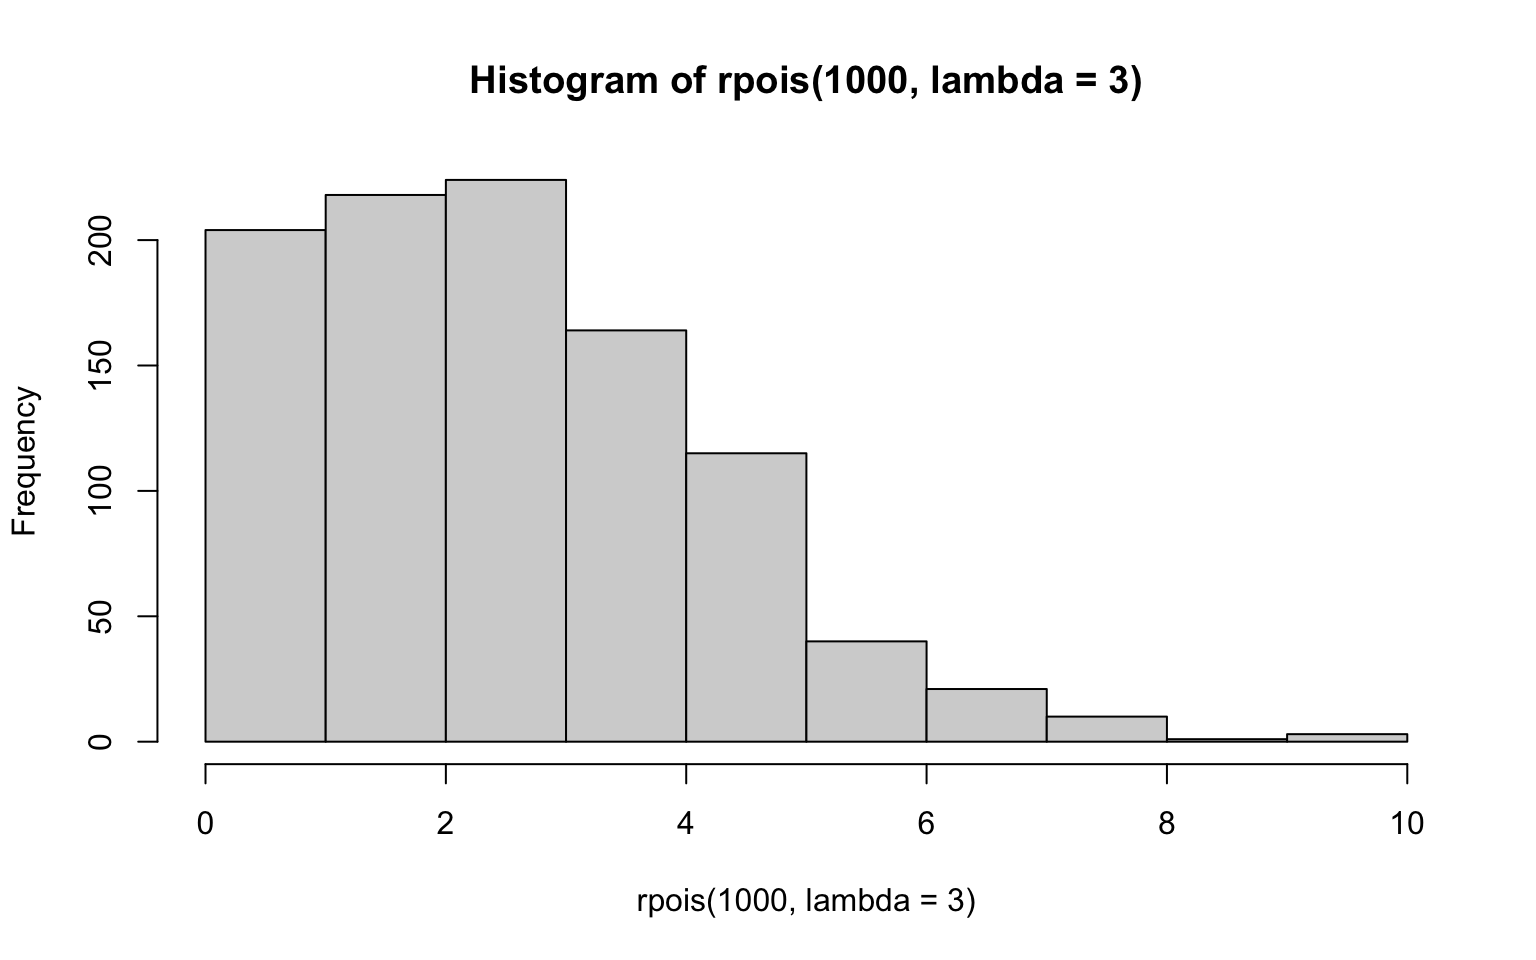 Histogram of rpois(1000, lambda = 3)
Frequency
200
150
100
50
0
0 2 4 6 8 10
rpois(1000, lambda = 3)